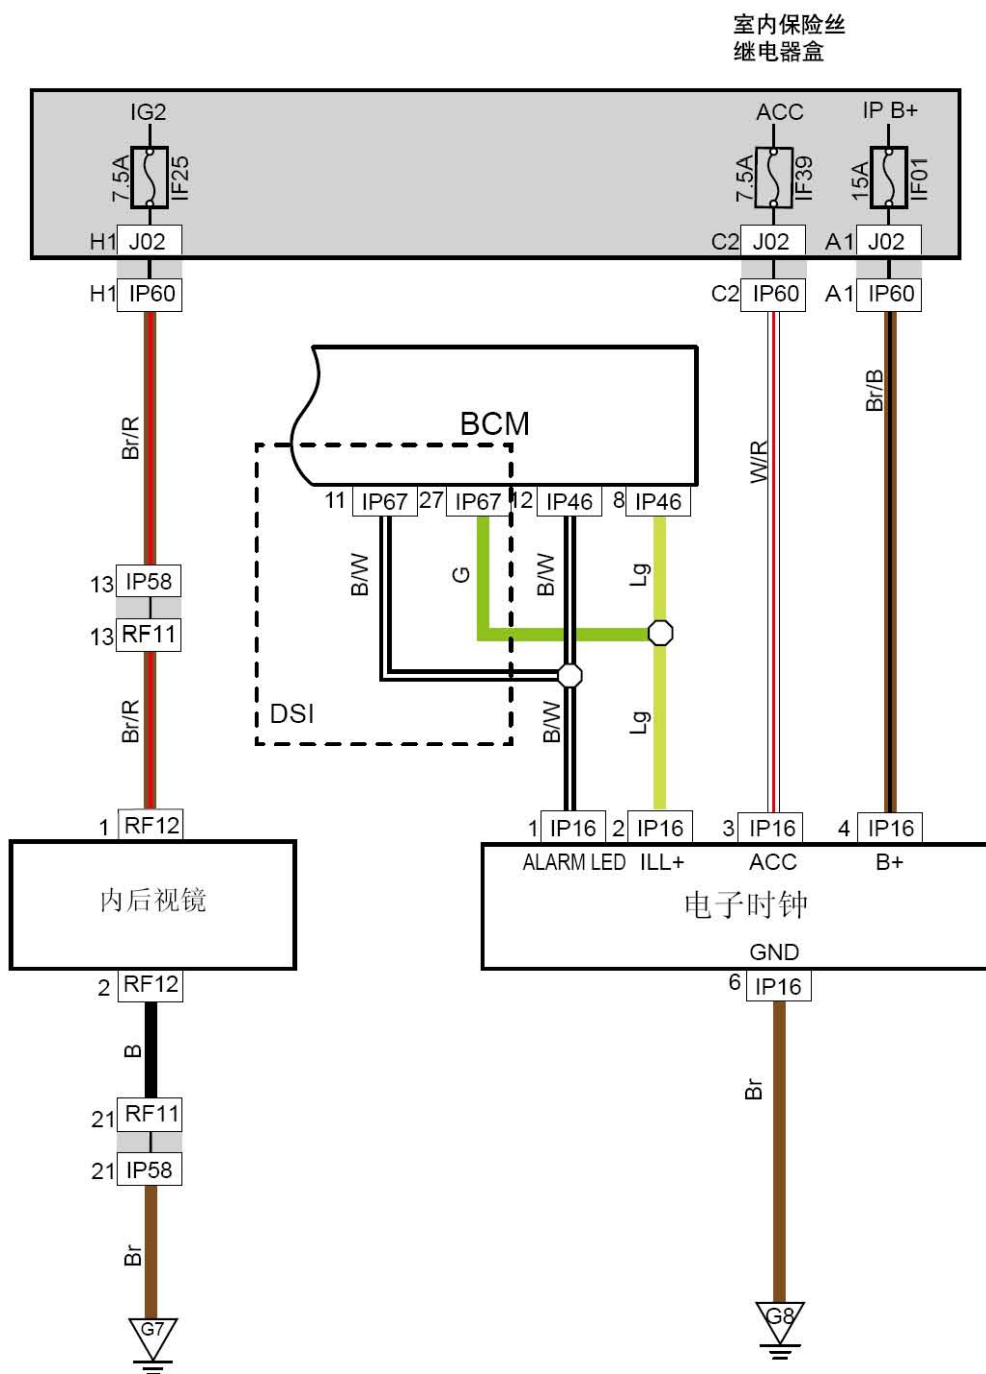 室内保险丝
继电器盒
IG2
ACC
IP B+
7.5A
IF25
7.5A
IF39
15A
IF01
H1 J02
C2 J02
A1 J02
H1 IP60
C2 IP60
A1 IP60
Br/R
W/R
Br/B
BCM
11 IP67
27 IP67
12 IP46
8 IP46
B/W
G
B/W
Lg
13 IP58
13 RF11
Br/R
DSI
B/W
Lg
1 RF12
1 IP16
2 IP16
3 IP16
4 IP16
ALARM LED
ILL+
ACC
B+
内后视镜
电子时钟
GND
2 RF12
6 IP16
B
Br
21 RF11
21 IP58
Br
G7
G8